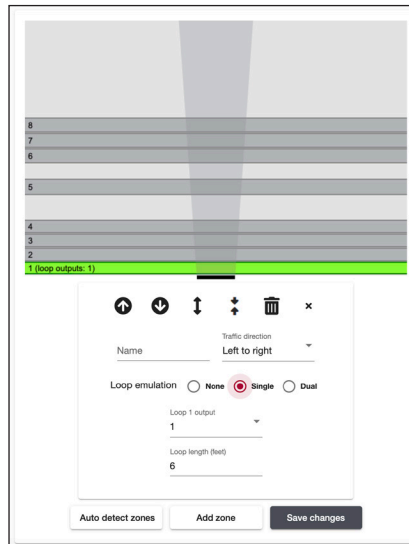 8
7
6
5
4
3
2
1 (loop outputs: 1)
×
Traffic direction
Name
Left to right
Loop emulation None Single Dual
Loop 1 output
1
Loop length (feet)
6
Auto detect zones Add zone Save changes